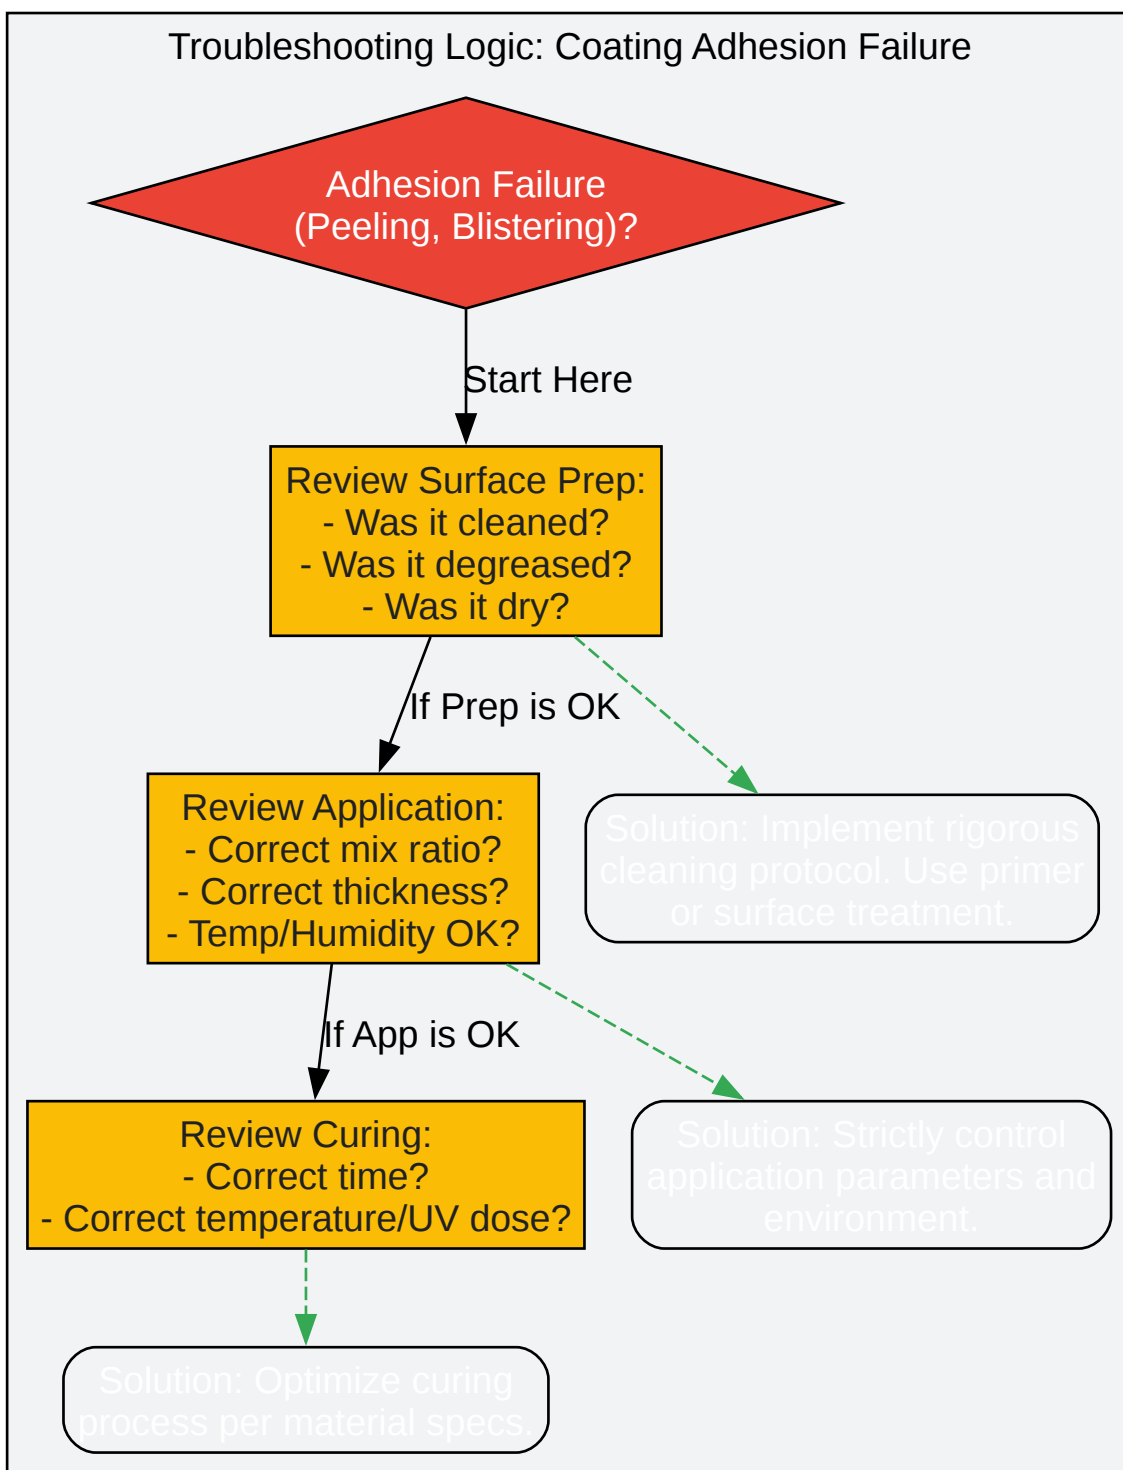 Troubleshooting Logic: Coating Adhesion Failure
Adhesion Failure
(Peeling, Blistering)?
Start Here
Review Surface Prep:
- Was it cleaned?
- Was it degreased?
- Was it dry?
If Prep is OK
Review Application:
- Correct mix ratio?
- Correct thickness?
- Temp/Humidity OK?
Solution: Implement rigorous
cleaning protocol. Use primer
or surface treatment.
If App is OK
Review Curing:
- Correct time?
- Correct temperature/UV dose?
Solution: Strictly control
application parameters and
environment.
Solution: Optimize curing
process per material specs.